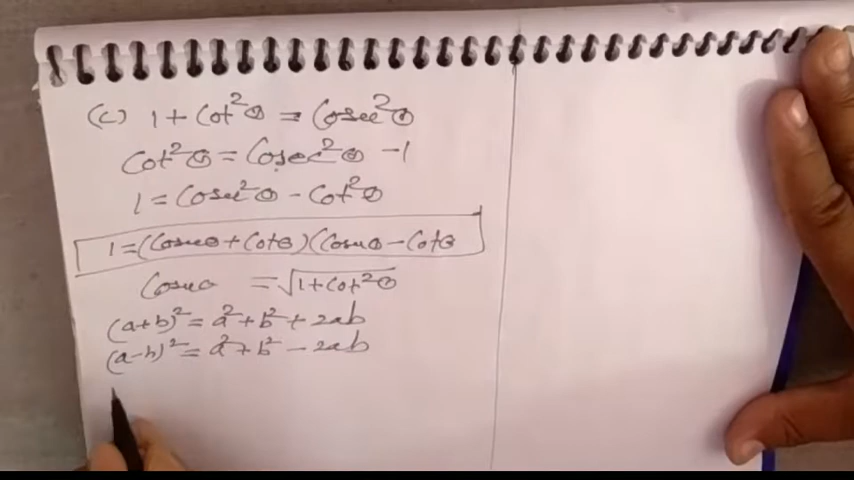 (c) 1 + Cot²θ = Cosec²θ
Cot²θ = Cosec²θ - 1
1 = Cosec²θ - Cot²θ
1 = (Cosecθ + Cotθ)(Cosecθ - Cotθ
Cosecθ = √1 + Cot²θ
(a+b)² = a² + b² + 2ab
(a-b)² = a² + b² - 2ab